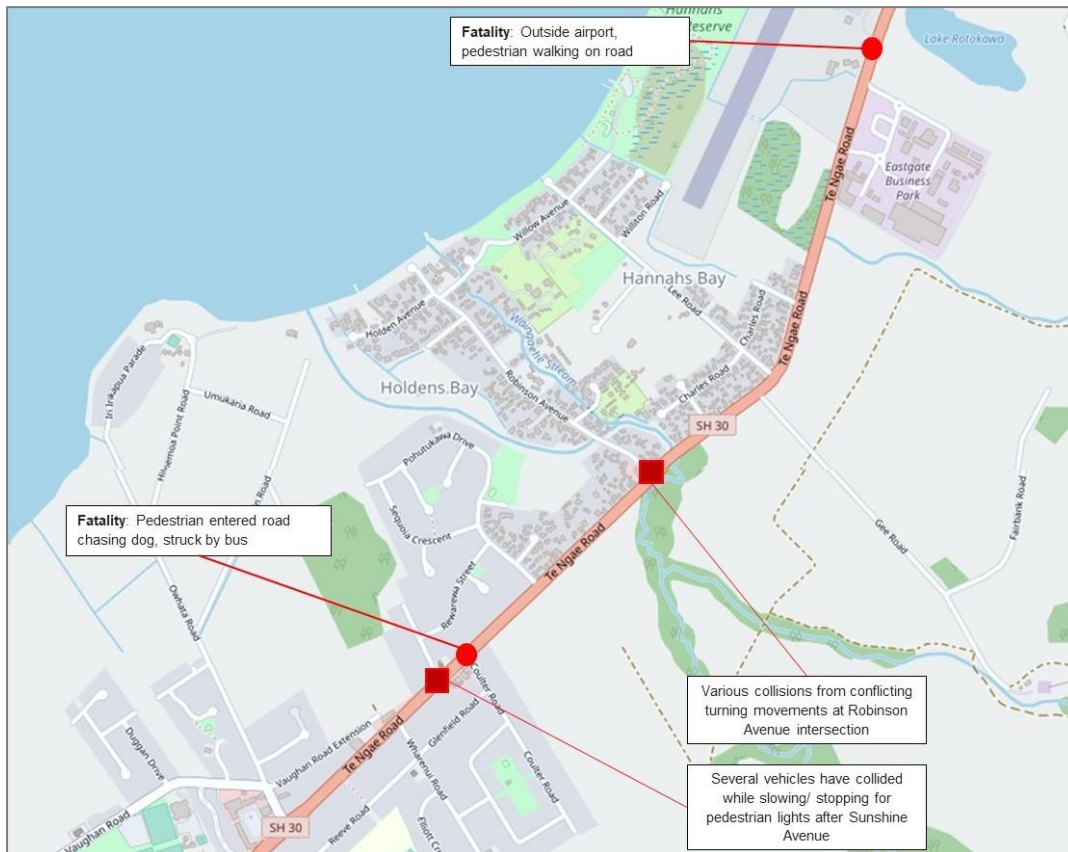 Hannahs
Reserve
Lake Rotokawa
Fatality: Outside airport,
pedestrian walking on road
Te Ngae Road
Eastgate
Business
Park
Willow Avenue
Williton Road
Hannahs Bay
Lee Road
Charles Road
Te Ngae Road
Holden Avenue
Waingaehe Stream
Holdens Bay
Robinson Avenue
Charles Road
SH 30
Iri Irikapua Parade
Hinemoa Point Road
Umukaria Road
Road
Pohutukawa Drive
Sequoia Crescent
Fatality: Pedestrian entered road
chasing dog, struck by bus
Te Ngae Road
Gee Road
Fairbank Road
Rewarewa Street
Owhata Road
Coulter Road
Glenfield Road
Various collisions from conflicting
turning movements at Robinson
Avenue intersection
Duggan Drive
Vaughan Road Extension
Te Ngae Road
Wharenui Road
Coulter Road
Several vehicles have collided
while slowing/ stopping for
pedestrian lights after Sunshine
Avenue
Vaughan Road
SH 30
Reeve Road
Elliott